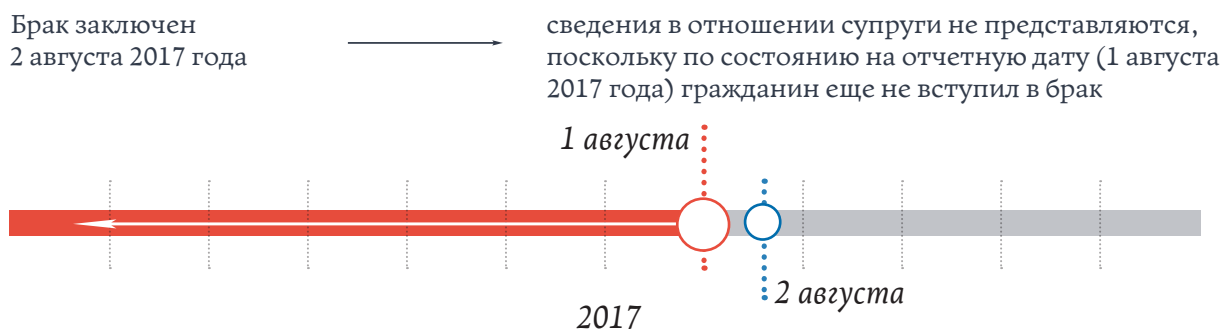 Брак заключен
2 августа 2017 года
сведения в отношении супруги не представляются,
поскольку по состоянию на отчетную дату (1 августа
2017 года) гражданин еще не вступил в брак
1 августа
2 августа
2017